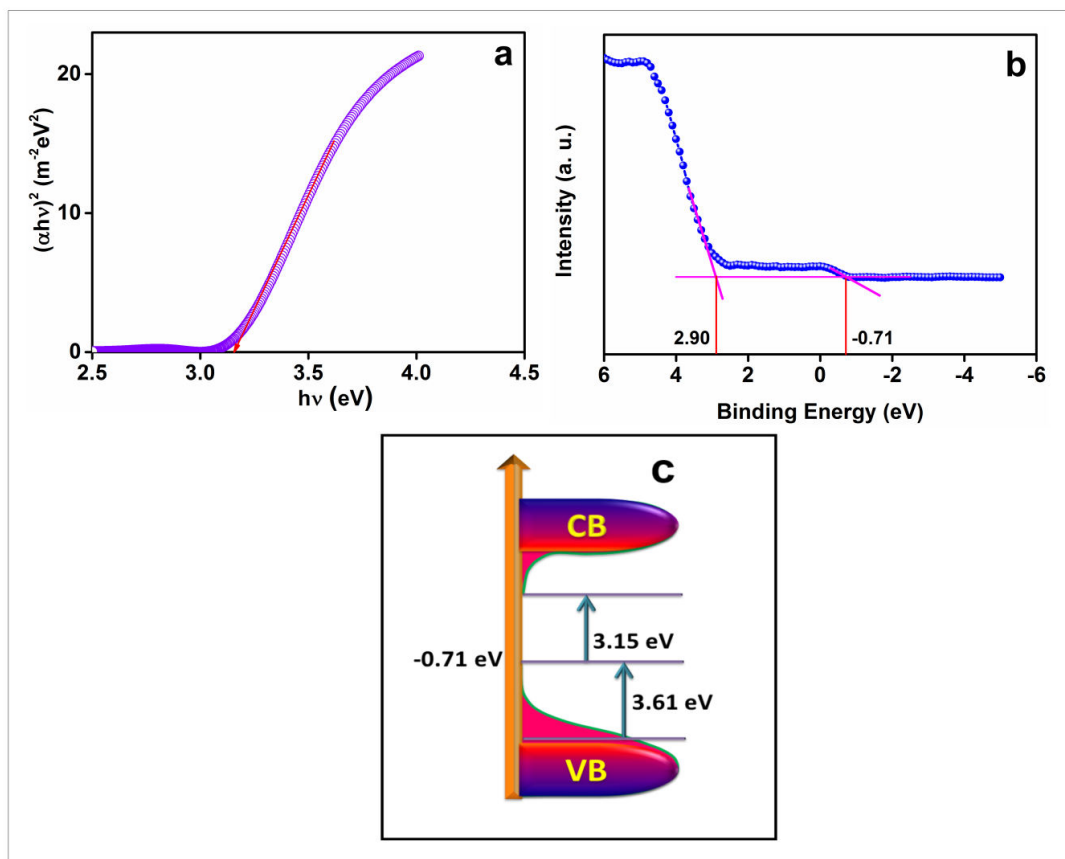 a
20
10
0
(αhν)² (m⁻²eV²)
2.5 3.0 3.5 4.0 4.5
hν (eV)
b
Intensity (a. u.)
2.90
-0.71
6 4 2 0 -2 -4 -6
Binding Energy (eV)
c
CB
3.15 eV
-0.71 eV
3.61 eV
VB